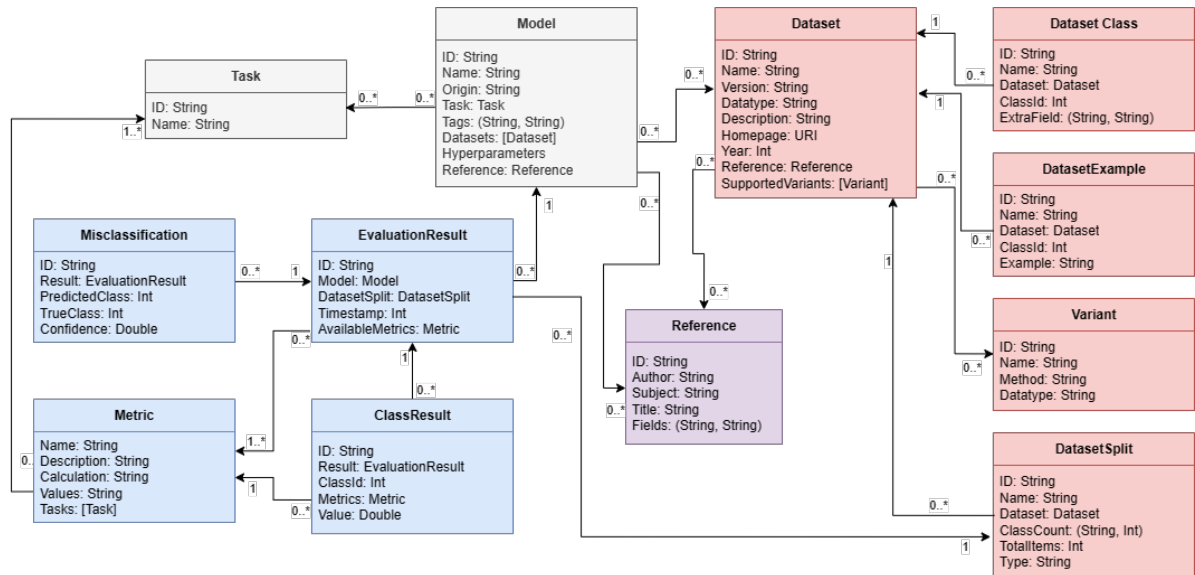 Task
ID: String
Name: String
Model
ID: String
Name: String
Origin: String
Task: Task
Tags: (String, String)
Datasets: [Dataset]
Hyperparameters
Reference: Reference
Dataset
ID: String
Name: String
Version: String
Datatype: String
Description: String
Homepage: URI
Year: Int
Reference: Reference
SupportedVariants: [Variant]
Dataset Class
ID: String
Name: String
Dataset: Dataset
ClassId: Int
ExtraField: (String, String)
DatasetExample
ID: String
Name: String
Dataset: Dataset
ClassId: Int
Example: String
Variant
ID: String
Name: String
Method: String
Datatype: String
DatasetSplit
ID: String
Name: String
Dataset: Dataset
ClassCount: (String, Int)
TotalItems: Int
Type: String
Misclassification
ID: String
Result: EvaluationResult
PredictedClass: Int
TrueClass: Int
Confidence: Double
EvaluationResult
ID: String
Model: Model
DatasetSplit: DatasetSplit
Timestamp: Int
AvailableMetrics: Metric
Reference
ID: String
Author: String
Subject: String
Title: String
Fields: (String, String)
Metric
Name: String
Description: String
Calculation: String
Values: String
Tasks: [Task]
ClassResult
ID: String
Result: EvaluationResult
ClassId: Int
Metrics: Metric
Value: Double
0..*
0..*
1..*
0..*
0..*
0..*
0..*
0..*
0..*
1
0..*
1
0..*
0..*
0..*
1
0..*
1
0..*
0..*
1
0..*
1..*
1
0..*
1
0..*
0..*
1
0..